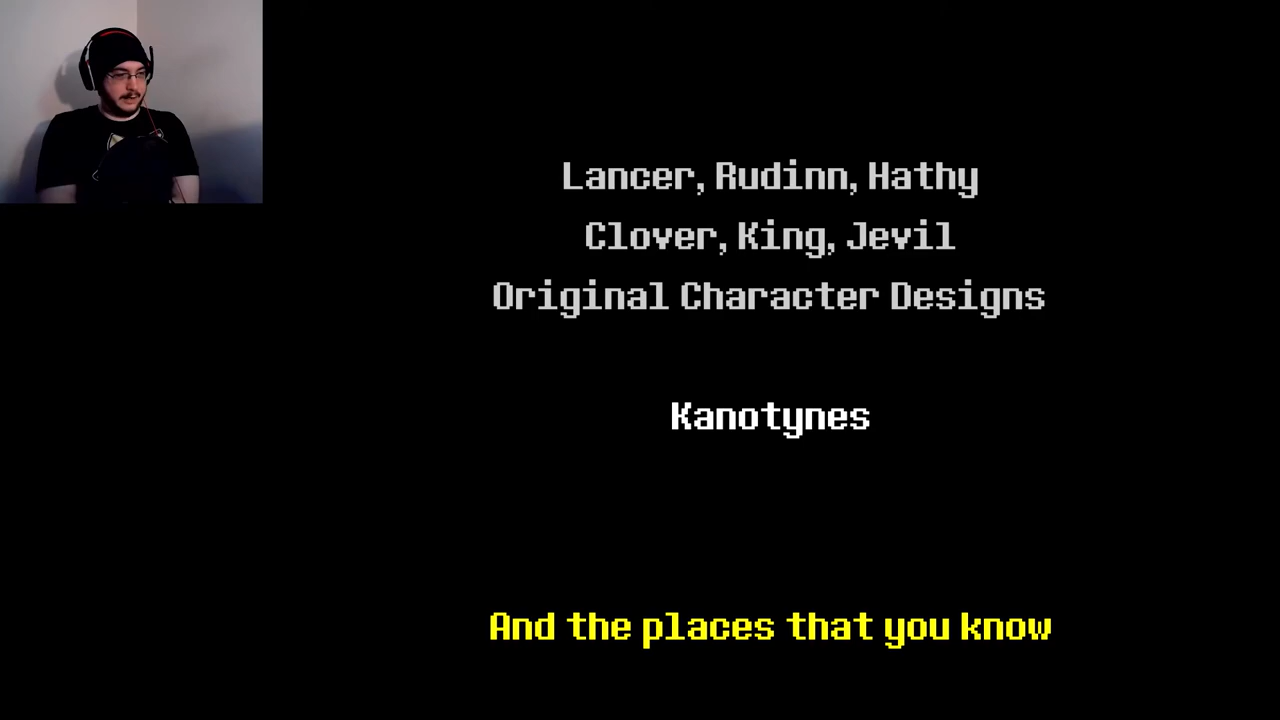 Lancer, Rudinn, Hathy
Clover, King, Jevil
Original Character Designs
Kanotynes
And the places that you know